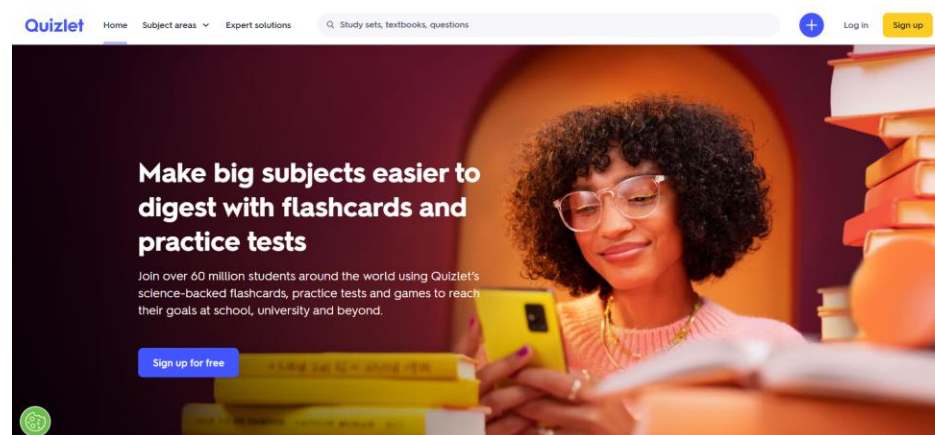 Quizlet
Home
Subject areas
Expert solutions
Study sets, textbooks, questions
Log in
Sign up
Make big subjects easier to
digest with flashcards and
practice tests
Join over 60 million students around the world using Quizlet's
science-backed flashcards, practice tests and games to reach
their goals at school, university and beyond.
Sign up for free